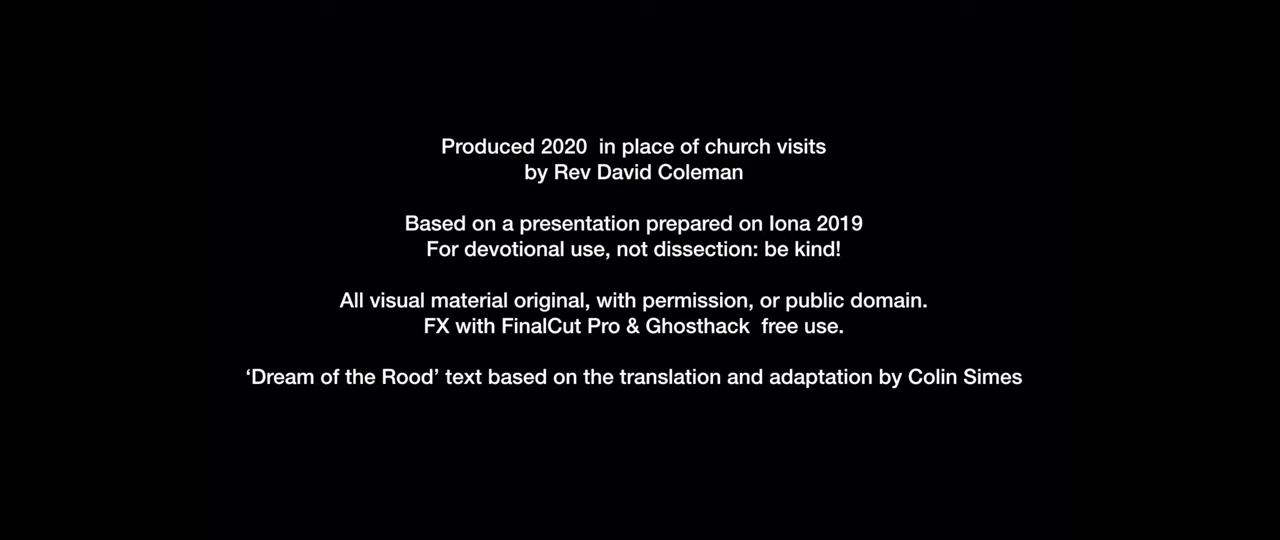 Produced 2020  in place of church visits
by Rev David Coleman
Based on a presentation prepared on Iona 2019
For devotional use, not dissection: be kind!
All visual material original, with permission, or public domain.
FX with FinalCut Pro & Ghosthack  free use.
‘Dream of the Rood’ text based on the translation and adaptation by Colin Simes